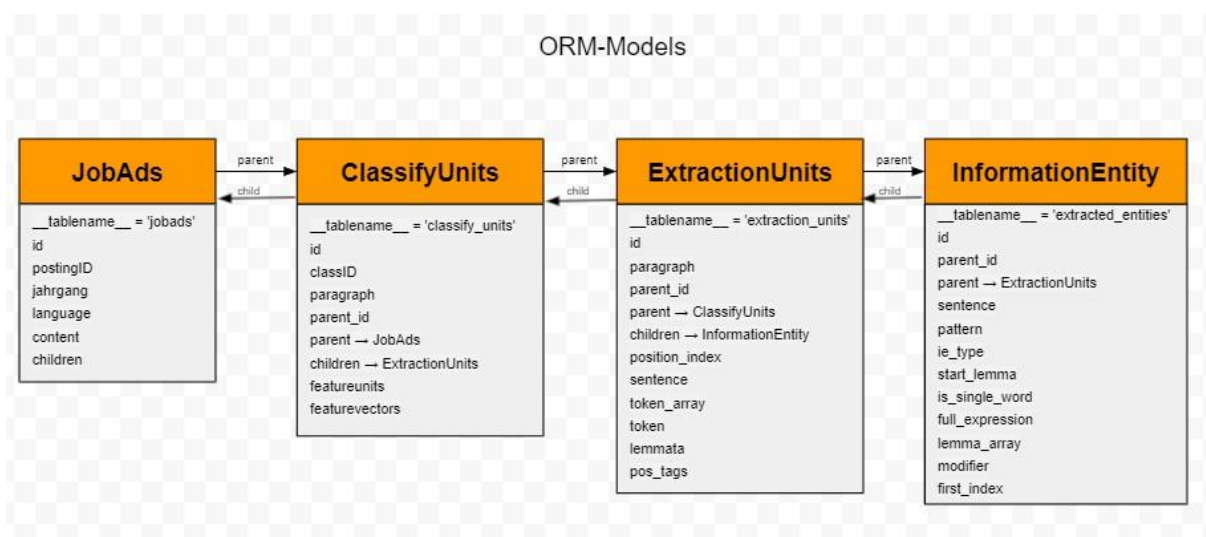 ORM-Models
JobAds
__tablename__ = 'jobads'
id
postingID
jahrgang
language
content
children
parent
child
ClassifyUnits
__tablename__ = 'classify_units'
id
classID
paragraph
parent_id
parent → JobAds
children → ExtractionUnits
featureunits
featurevectors
parent
child
ExtractionUnits
__tablename__ = 'extraction_units'
id
paragraph
parent_id
parent → ClassifyUnits
children → InformationEntity
position_index
sentence
token_array
token
lemmata
pos_tags
parent
child
InformationEntity
__tablename__ = 'extracted_entities'
id
parent_id
parent → ExtractionUnits
sentence
pattern
ie_type
start_lemma
is_single_word
full_expression
lemma_array
modifier
first_index